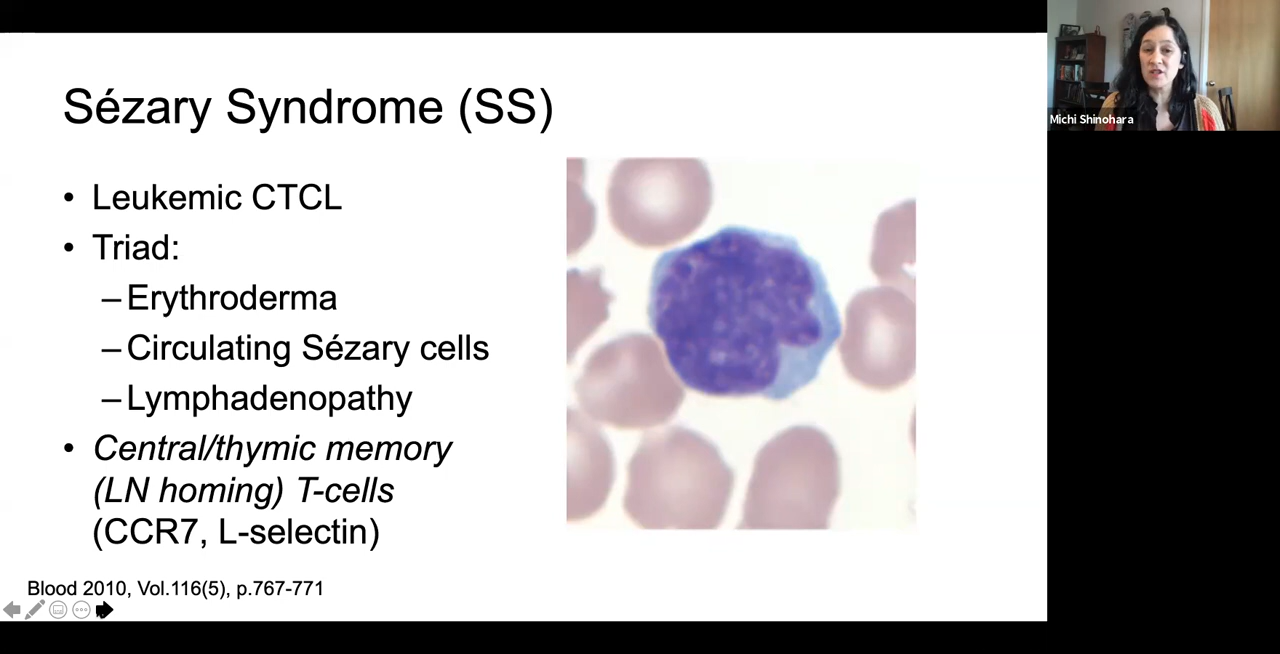 Sézary Syndrome (SS)
• Leukemic CTCL
• Triad:
–Erythroderma
–Circulating Sézary cells
–Lymphadenopathy
• Central/thymic memory
(LN homing) T-cells
(CCR7, L-selectin)
Blood 2010, Vol.116(5), p.767-771
Michi Shinohara